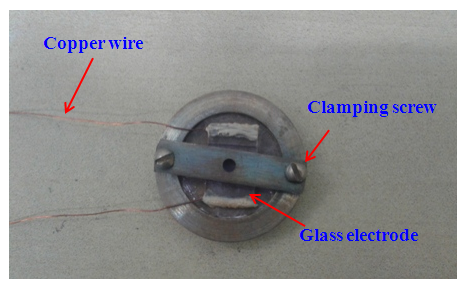 Copper wire
Clamping screw
Glass electrode